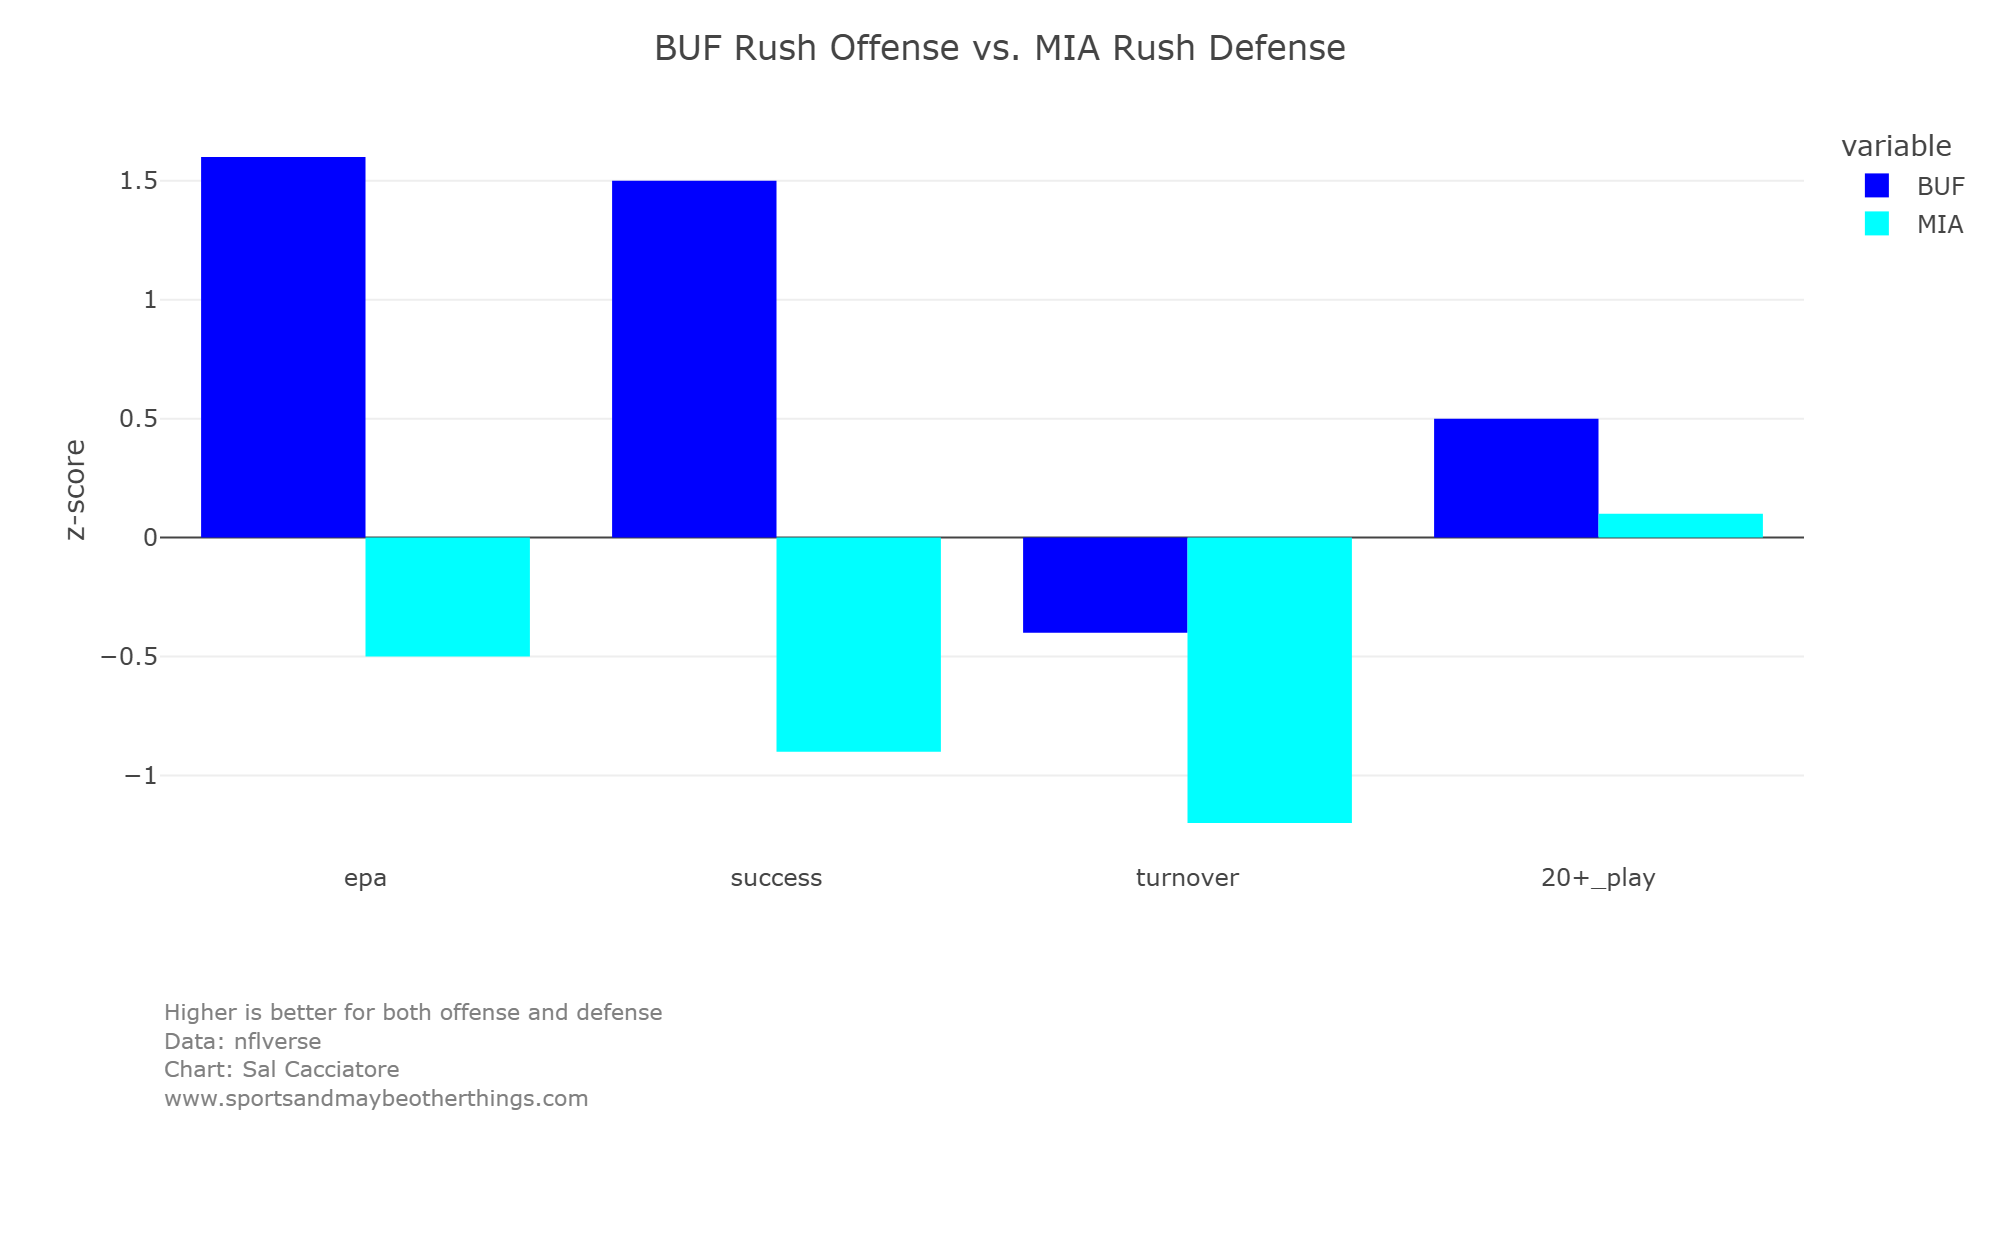 BUF Rush Offense vs. MIA Rush Defense
variable
BUF
MIA
z-score
1.5
1
0.5
0
−0.5
−1
epa
success
turnover
20+_play
Higher is better for both offense and defense
Data: nflverse
Chart: Sal Cacciatore
www.sportsandmaybeotherthings.com